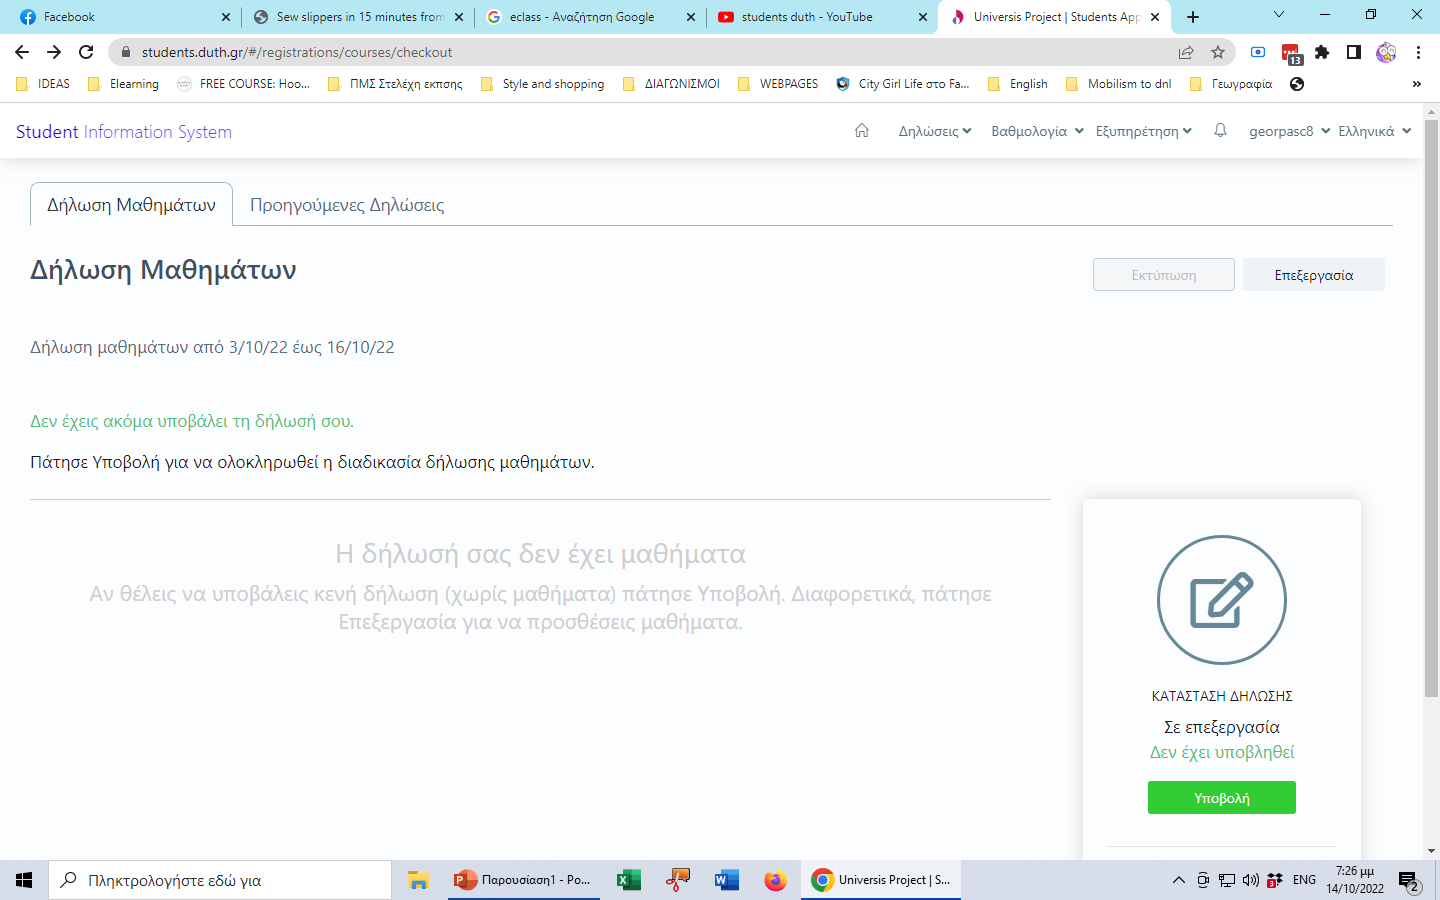 Facebook
Sew slippers in 15 minutes from
eclass - Αναζήτηση Google
students duth - YouTube
Universis Project | Students App
students.duth.gr/#/registrations/courses/checkout
13
IDEAS
Elearning
FREE COURSE: Hoo...
ΠΜΣ Στελέχη εκπσης
Style and shopping
ΔΙΑΓΩΝΙΣΜΟΙ
WEBPAGES
City Girl Life στο Fa...
English
Mobilism to dnl
Γεωγραφία
»
Student Information System
Δηλώσεις
Βαθμολογία
Εξυπηρέτηση
georpasc8
Ελληνικά
Δήλωση Μαθημάτων
Προηγούμενες Δηλώσεις
Δήλωση Μαθημάτων
Εκτύπωση
Επεξεργασία
Δήλωση μαθημάτων από 3/10/22 έως 16/10/22
Δεν έχεις ακόμα υποβάλει τη δήλωσή σου.
Πάτησε Υποβολή για να ολοκληρωθεί η διαδικασία δήλωσης μαθημάτων.
Η δήλωσή σας δεν έχει μαθήματα
Αν θέλεις να υποβάλεις κενή δήλωση (χωρίς μαθήματα) πάτησε Υποβολή. Διαφορετικά, πάτησε
Επεξεργασία για να προσθέσεις μαθήματα.
ΚΑΤΑΣΤΑΣΗ ΔΗΛΩΣΗΣ
Σε επεξεργασία
Δεν έχει υποβληθεί
Υποβολή
Πληκτρολογήστε εδώ για
Παρουσίαση1 - Po...
Universis Project | S...
3
ENG
7:26 μμ
14/10/2022
2